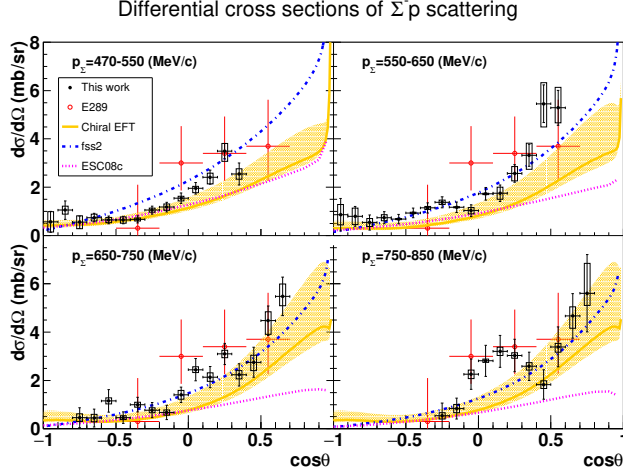 Differential cross sections of Σ⁻p scattering
dσ/dΩ (mb/sr)
8
6
4
2
0
p_Σ=470-550 (MeV/c)
This work
E289
Chiral EFT
fss2
ESC08c
p_Σ=550-650 (MeV/c)
dσ/dΩ (mb/sr)
6
4
2
0
p_Σ=650-750 (MeV/c)
p_Σ=750-850 (MeV/c)
−1 −0.5 0 0.5 −1 −0.5 0 0.5 1
cosθ cosθ